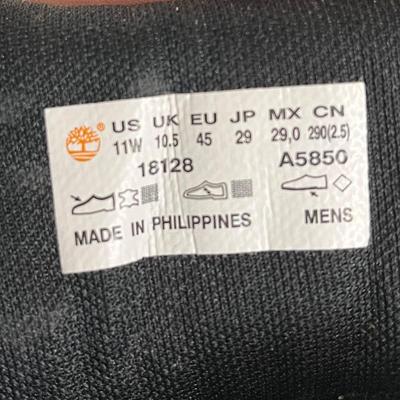 ® US UK EU JP MX CN
11W 10.5 45 29 29,0 290(2.5)
18128 A5850
MADE IN PHILIPPINES MENS